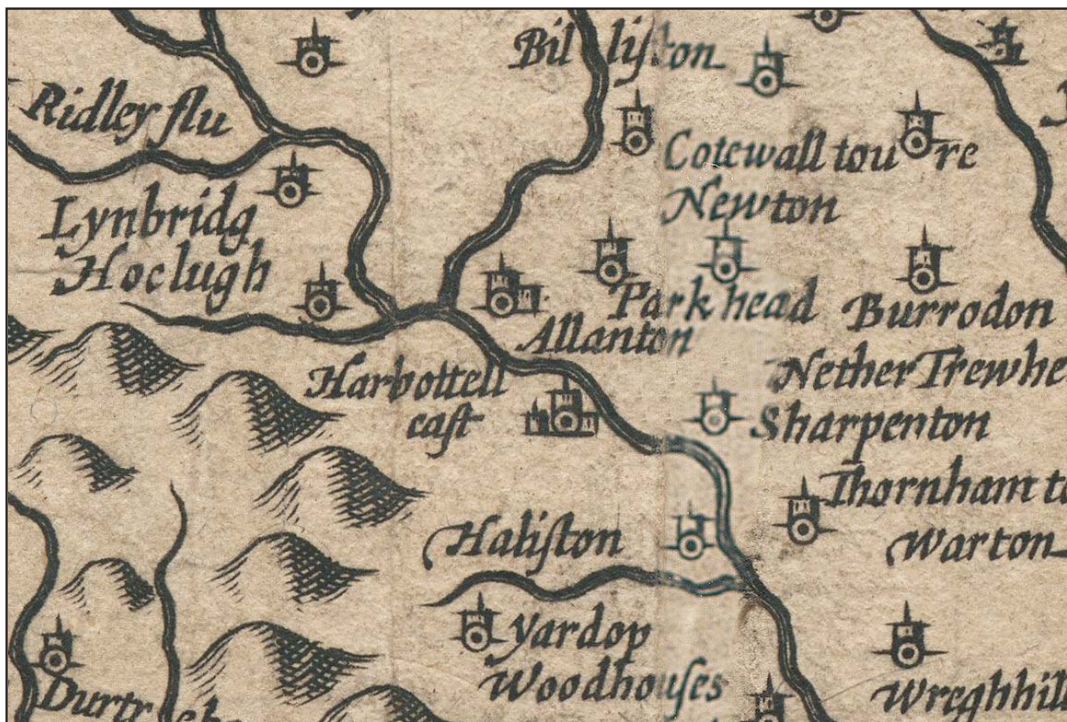 Billiſton
Ridley flu
Cotewall toure
Newton
Lynbridg
Hoclugh
Park head
Burrodon
Allanton
Harbottell
caſt
Nether Trewhe
Sharpenton
Thornham to
Haliſton
Warton
Yardop
Woodhouſes
Wreghhill